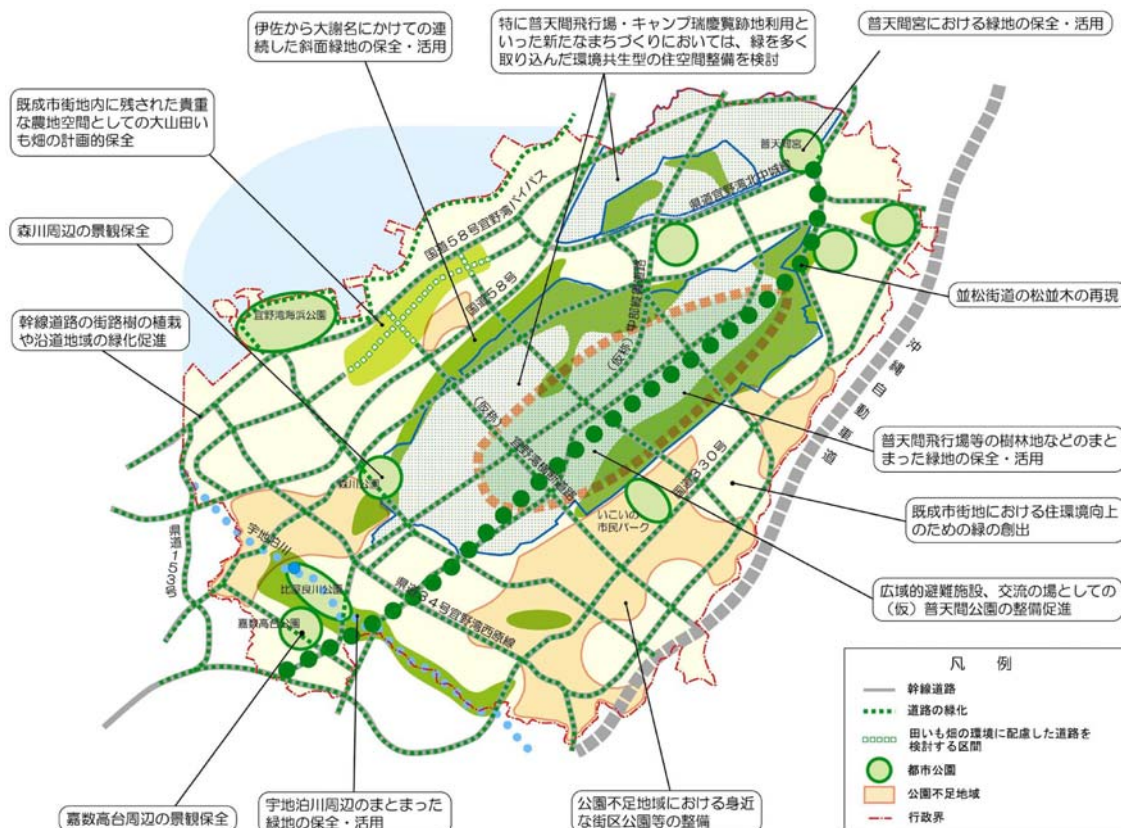 伊佐から大謝名にかけての連
続した斜面緑地の保全・活用
特に普天間飛行場・キャンプ瑞慶覧跡地利用
といった新たなまちづくりにおいては、緑を多く
取り込んだ環境共生型の住空間整備を検討
普天間宮における緑地の保全・活用
既成市街地内に残された貴重
な農地空間としての大山田い
も畑の計画的保全
森川周辺の景観保全
幹線道路の街路樹の植栽
や沿道地域の緑化促進
普天間宮
県道宜野湾北中城線
国道58号宜野湾バイパス
国道58号
宜野湾海浜公園
(仮称)中部縦貫道路
並松街道の松並木の再現
沖縄自動車道
(仮称)宜野湾横断道路
普天間飛行場等の樹林地などのまと
まった緑地の保全・活用
森川公園
国道330号
いこいの
市民パーク
既成市街地における住環境向上
のための緑の創出
県道153号
宇地泊川
比屋良川公園
県道34号宜野湾西原線
嘉数高台公園
広域的避難施設、交流の場としての
(仮)普天間公園の整備促進
嘉数高台周辺の景観保全
宇地泊川周辺のまとまった
緑地の保全・活用
公園不足地域における身近
な街区公園等の整備
凡 例
幹線道路
道路の緑化
田いも畑の環境に配慮した道路を
検討する区間
都市公園
公園不足地域
行政界